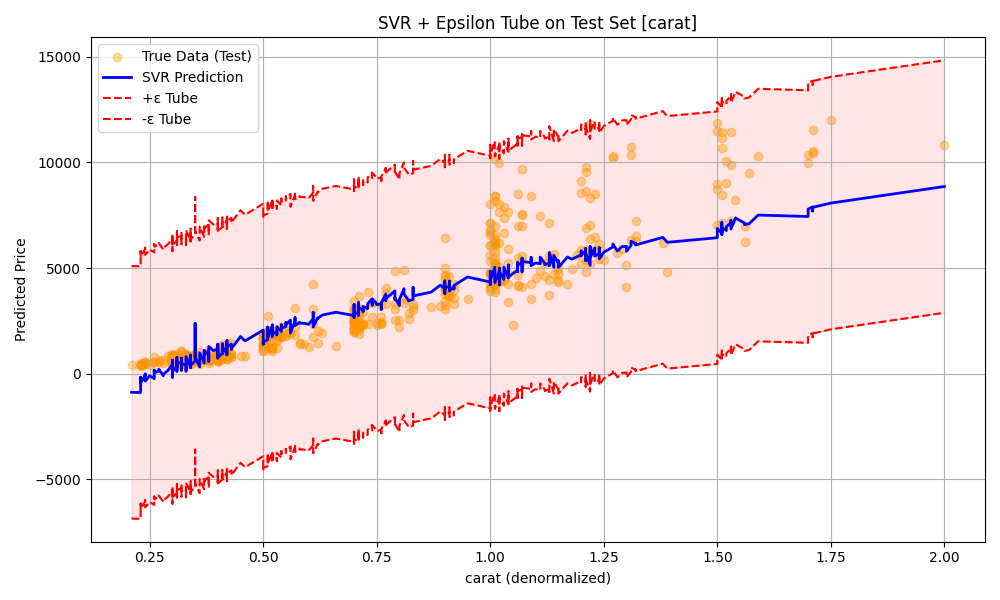 SVR + Epsilon Tube on Test Set [carat]
True Data (Test)
SVR Prediction
+ε Tube
-ε Tube
Predicted Price
15000
10000
5000
0
−5000
0.25 0.50 0.75 1.00 1.25 1.50 1.75 2.00
carat (denormalized)